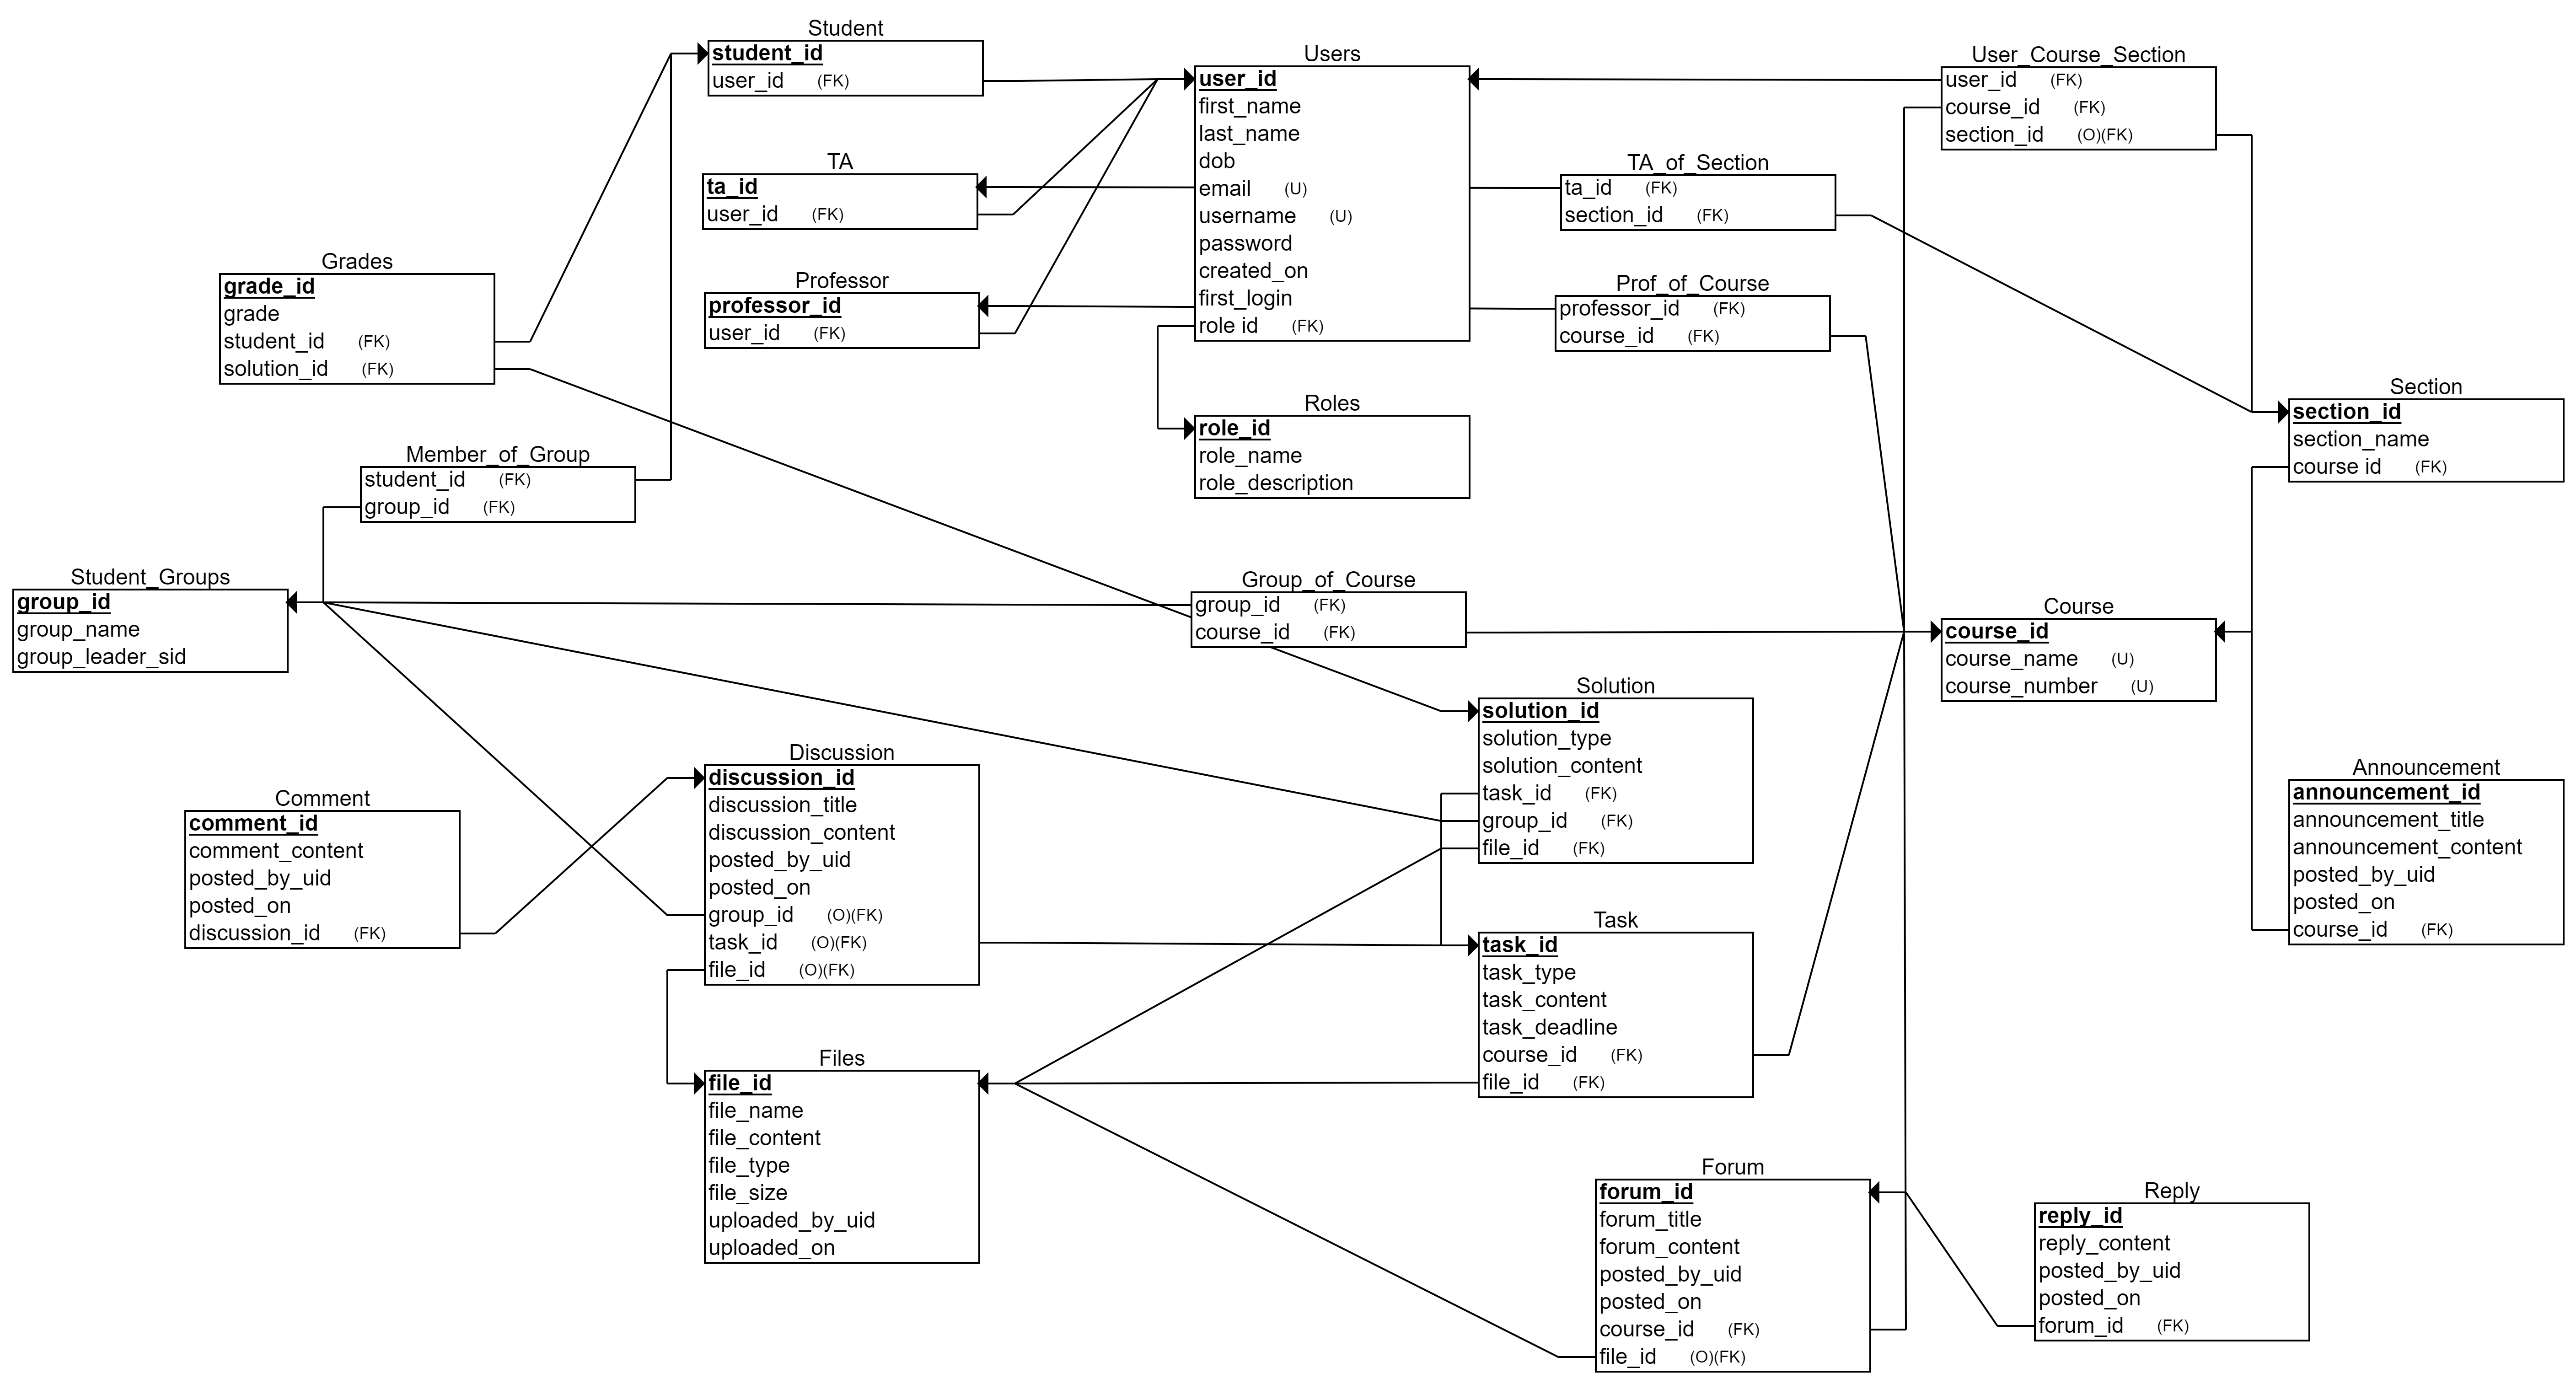 Student
student_id
user_id (FK)
Users
user_id
first_name
last_name
dob
email (U)
username (U)
password
created_on
first_login
role id (FK)
User_Course_Section
user_id (FK)
course_id (FK)
section_id (O)(FK)
TA
ta_id
user_id (FK)
TA_of_Section
ta_id (FK)
section_id (FK)
Grades
grade_id
grade
student_id (FK)
solution_id (FK)
Professor
professor_id
user_id (FK)
Prof_of_Course
professor_id (FK)
course_id (FK)
Roles
role_id
role_name
role_description
Section
section_id
section_name
course id (FK)
Member_of_Group
student_id (FK)
group_id (FK)
Student_Groups
group_id
group_name
group_leader_sid
Group_of_Course
group_id (FK)
course_id (FK)
Course
course_id
course_name (U)
course_number (U)
Solution
solution_id
solution_type
solution_content
task_id (FK)
group_id (FK)
file_id (FK)
Discussion
discussion_id
discussion_title
discussion_content
posted_by_uid
posted_on
group_id (O)(FK)
task_id (O)(FK)
file_id (O)(FK)
Comment
comment_id
comment_content
posted_by_uid
posted_on
discussion_id (FK)
Announcement
announcement_id
announcement_title
announcement_content
posted_by_uid
posted_on
course_id (FK)
Task
task_id
task_type
task_content
task_deadline
course_id (FK)
file_id (FK)
Files
file_id
file_name
file_content
file_type
file_size
uploaded_by_uid
uploaded_on
Forum
forum_id
forum_title
forum_content
posted_by_uid
posted_on
course_id (FK)
file_id (O)(FK)
Reply
reply_id
reply_content
posted_by_uid
posted_on
forum_id (FK)